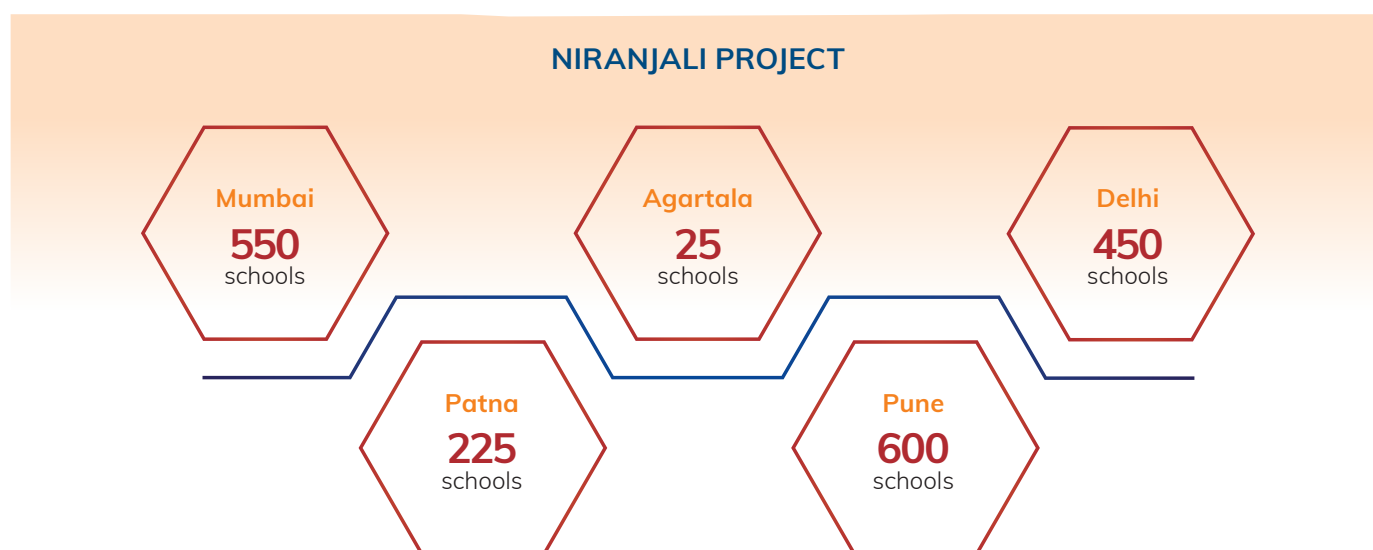 NIRANJALI PROJECT
Mumbai
550
schools
Agartala
25
schools
Delhi
450
schools
Patna
225
schools
Pune
600
schools